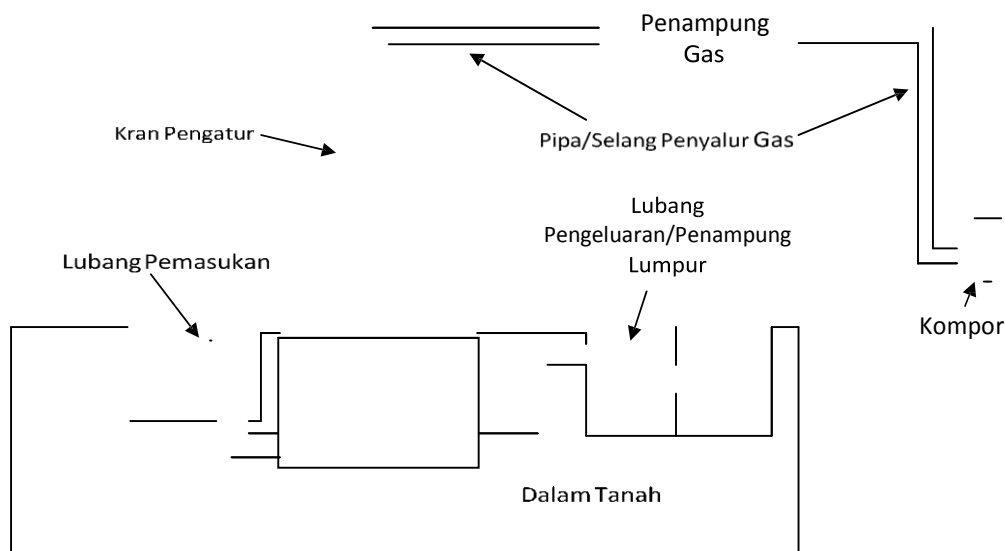 Penampung
Gas
Kran Pengatur
Pipa/Selang Penyalur Gas
Lubang
Pengeluaran/Penampung
Lumpur
Lubang Pemasukan
Kompor
Dalam Tanah